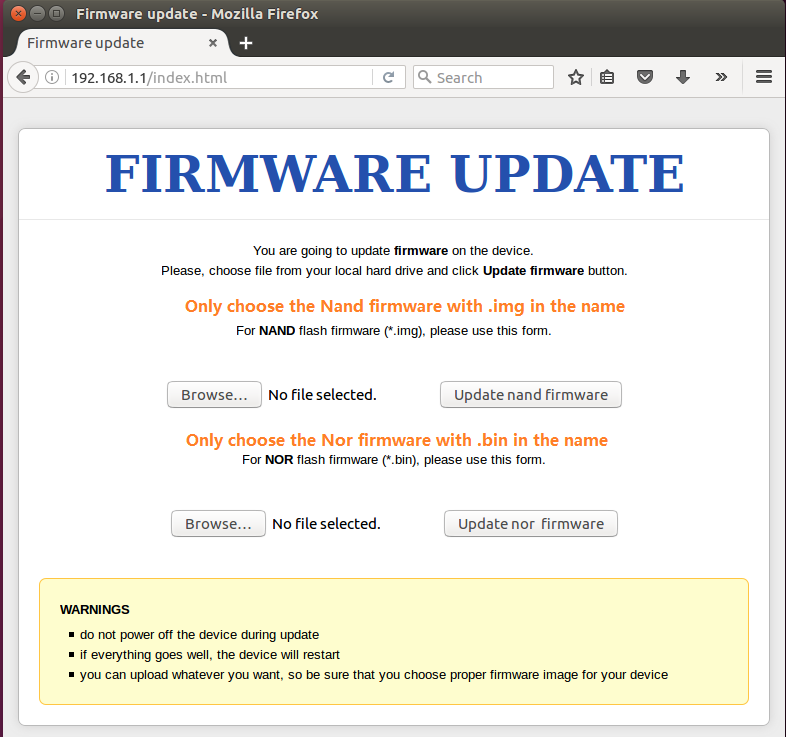 Firmware update - Mozilla Firefox
Firmware update
192.168.1.1/index.html
Search
FIRMWARE UPDATE
You are going to update firmware on the device.
Please, choose file from your local hard drive and click Update firmware button.
Only choose the Nand firmware with .img in the name
For NAND flash firmware (*.img), please use this form.
Browse... No file selected. Update nand firmware
Only choose the Nor firmware with .bin in the name
For NOR flash firmware (*.bin), please use this form.
Browse... No file selected. Update nor firmware
WARNINGS
do not power off the device during update
if everything goes well, the device will restart
you can upload whatever you want, so be sure that you choose proper firmware image for your device